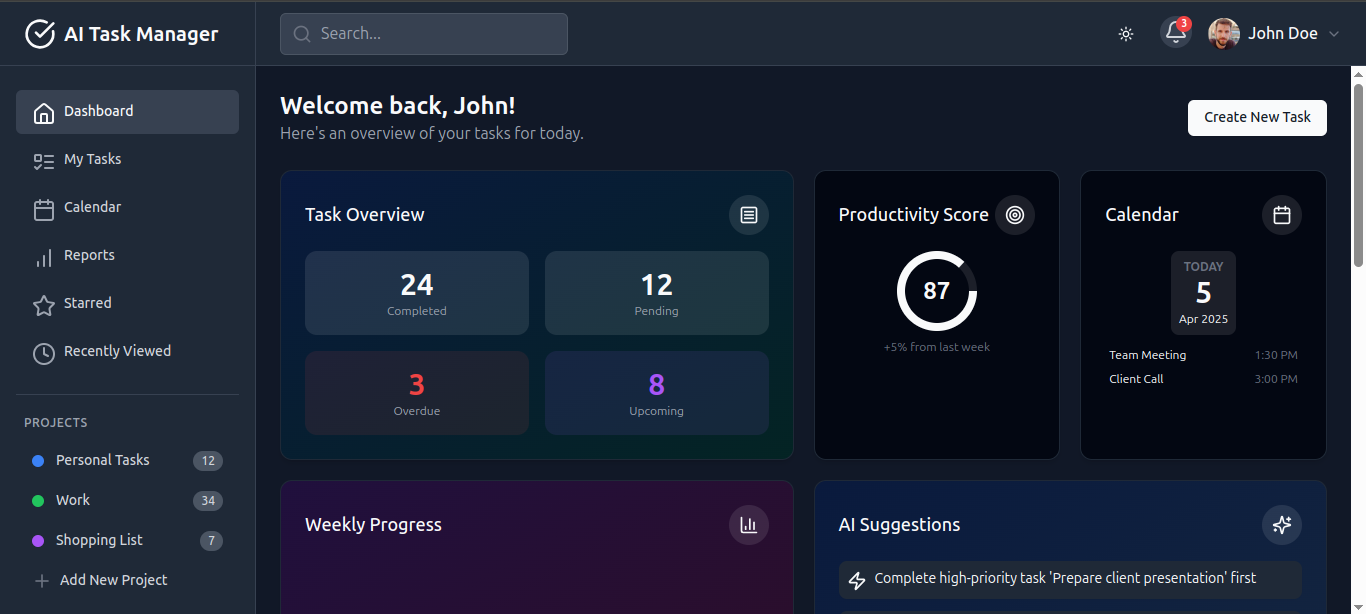 AI Task Manager
Search...
3
John Doe
Dashboard
My Tasks
Calendar
Reports
Starred
Recently Viewed
PROJECTS
Personal Tasks 12
Work 34
Shopping List 7
Add New Project
Welcome back, John!
Here's an overview of your tasks for today.
Create New Task
Task Overview
24
Completed
12
Pending
3
Overdue
8
Upcoming
Productivity Score
87
+5% from last week
Calendar
TODAY
5
Apr 2025
Team Meeting 1:30 PM
Client Call 3:00 PM
Weekly Progress
AI Suggestions
Complete high-priority task 'Prepare client presentation' first